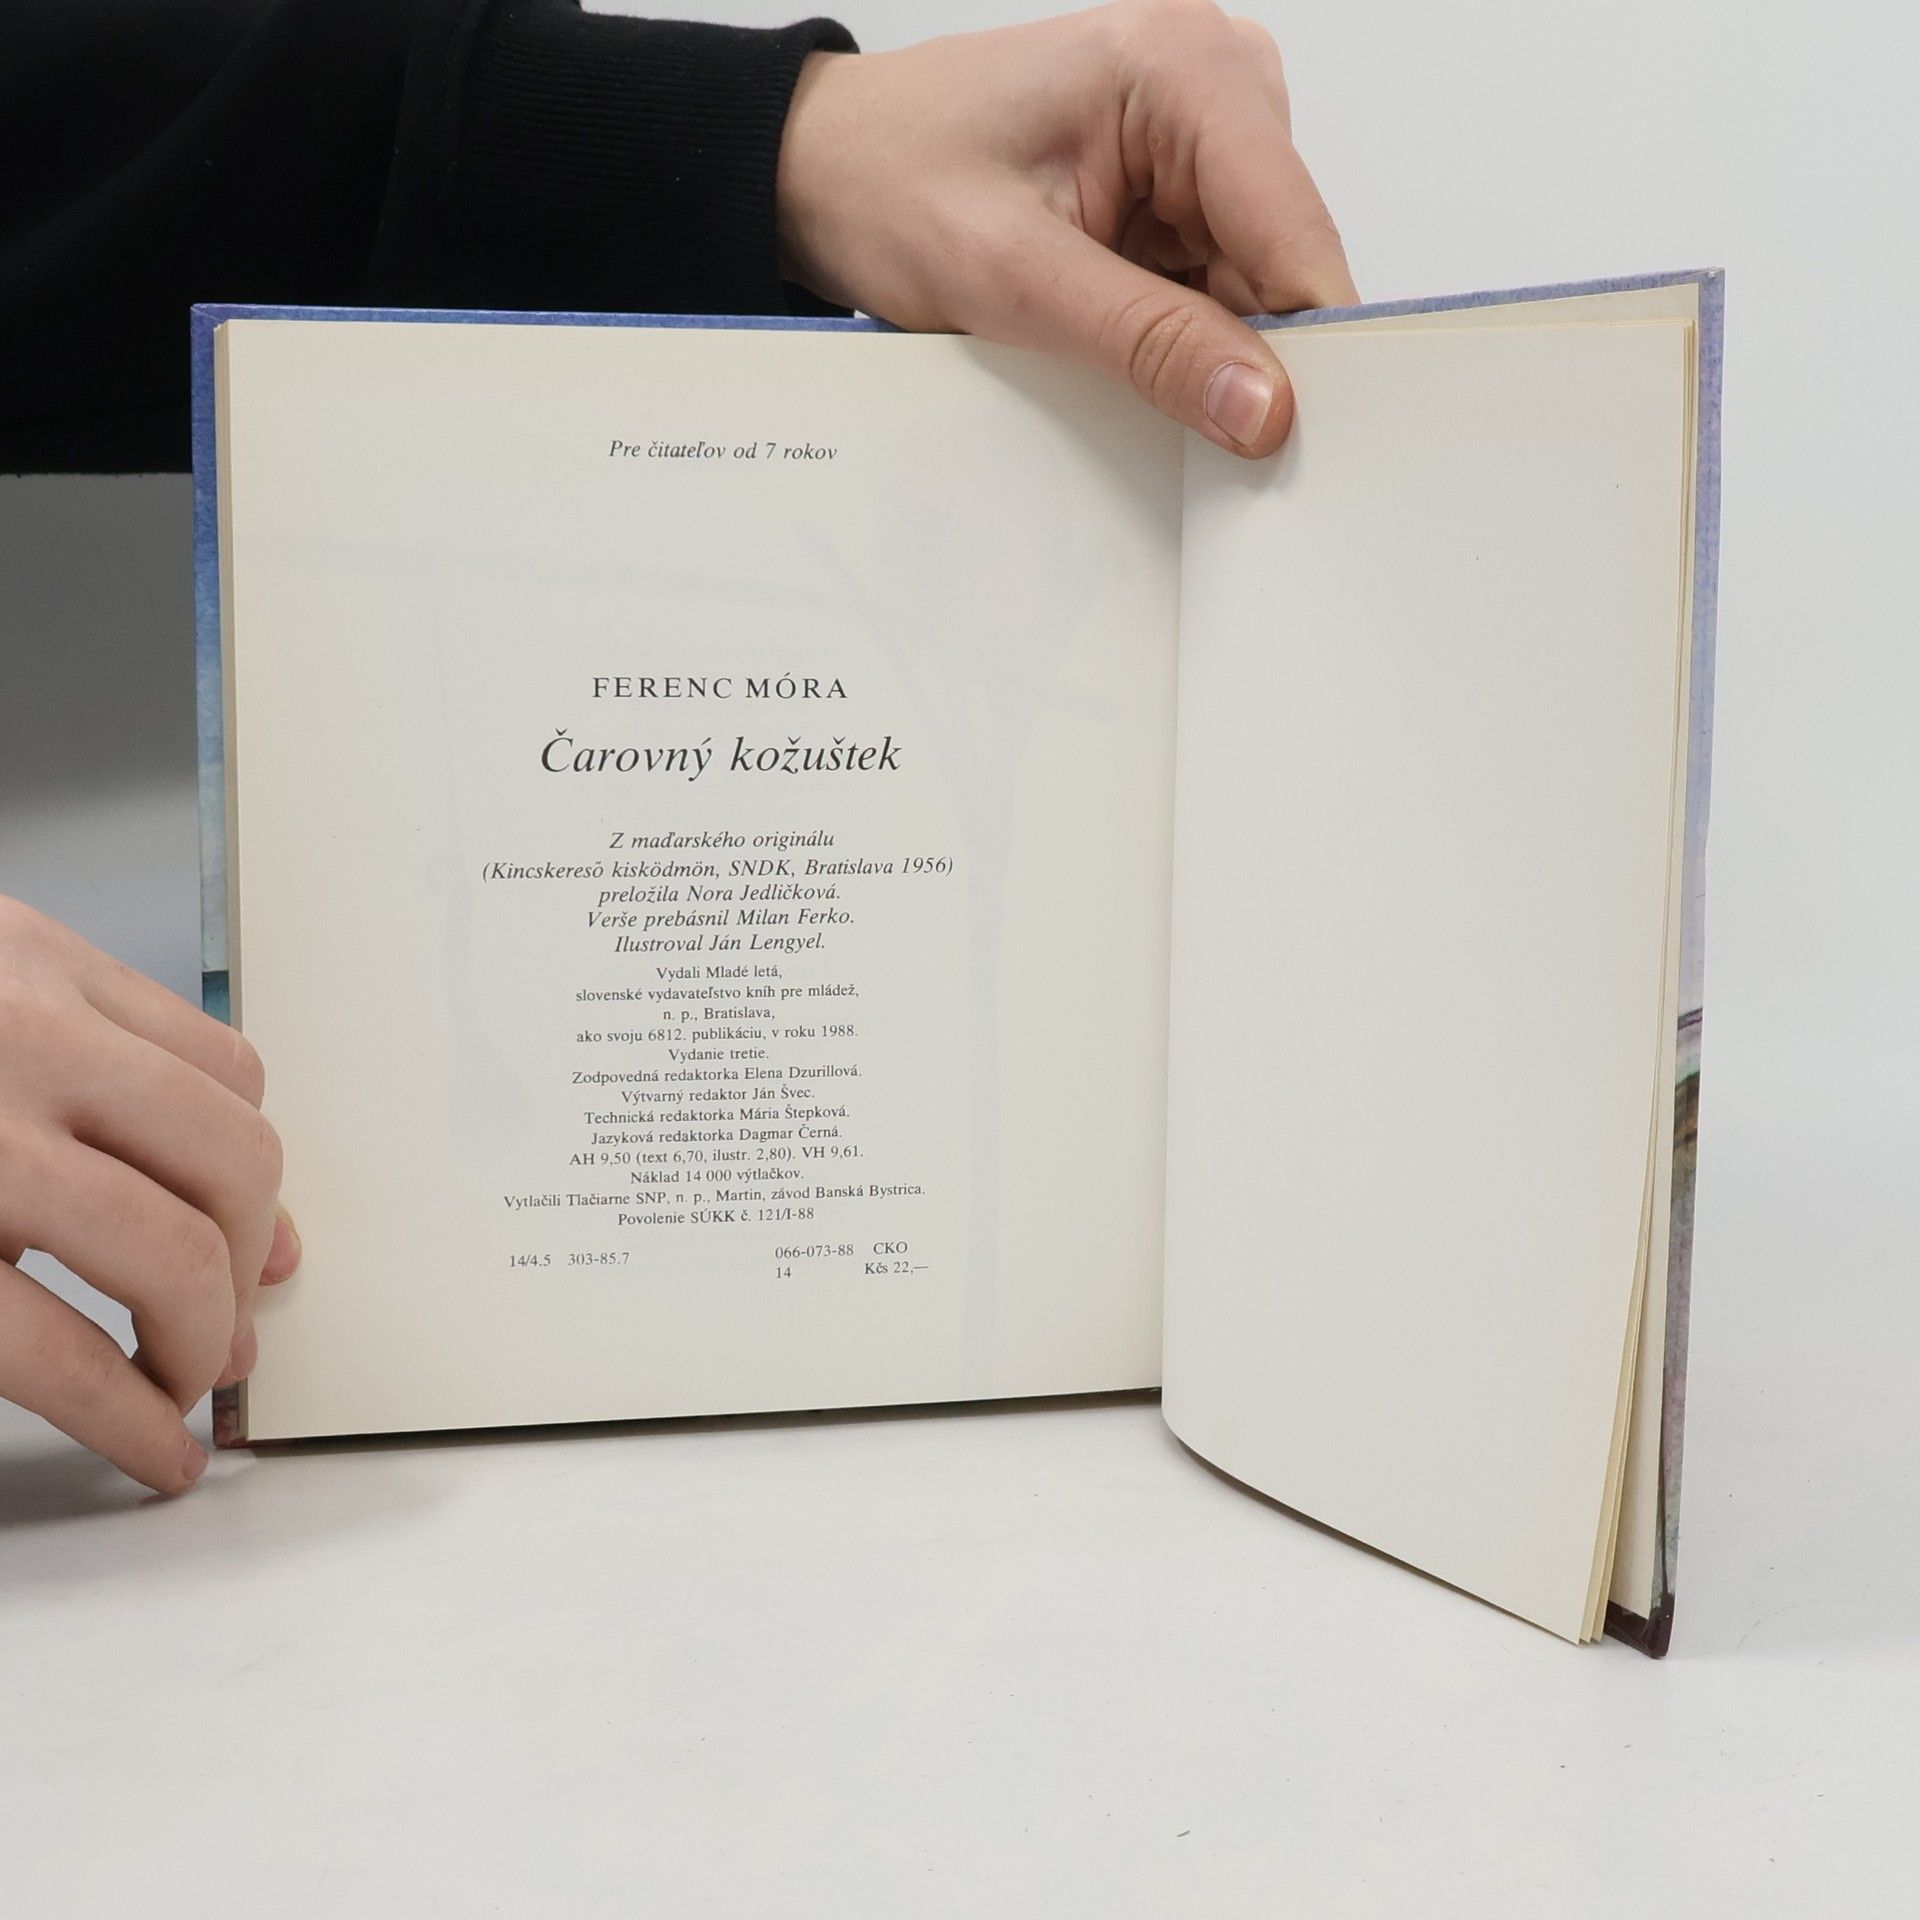 Pre čitateľov od 7 rokov
FERENC MÓRA
Čarovný kožuštek
Z maďarského originálu
(Kincskereső kisködmön, SNDK, Bratislava 1956)
preložila Nora Jedličková.
Verše prebásnil Milan Ferko.
Ilustroval Ján Lengyel.
Vydali Mladé letá,
slovenské vydavateľstvo kníh pre mládež,
n. p., Bratislava,
ako svoju 6812. publikáciu, v roku 1988.
Vydanie tretie.
Zodpovedná redaktorka Elena Dzurillová.
Výtvarný redaktor Ján Švec.
Technická redaktorka Mária Štepková.
Jazyková redaktorka Dagmar Černá.
AH 9,50 (text 6,70, ilustr. 2,80). VH 9,61.
Náklad 14 000 výtlačkov.
Vytlačili Tlačiarne SNP, n. p., Martin, závod Banská Bystrica.
Povolenie SÚKK č. 121/I-88
14/4.5 303-85.7 066-073-88 CKO
14 Kčs 22,—